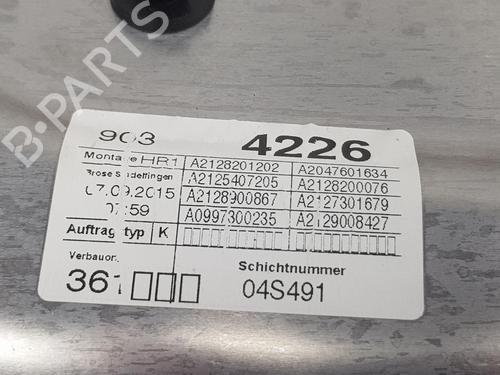 B-PARTS
903 4226
Montage HR1 A2128201202 A2047601634
Brose Sindelfingen A2125407205 A2128200076
07.09.2015 A2128900867 A2127301679
07:59 A0997300235 A2129008427
Auftrag typ K
Verbauort
361
Schichtnummer
04S491